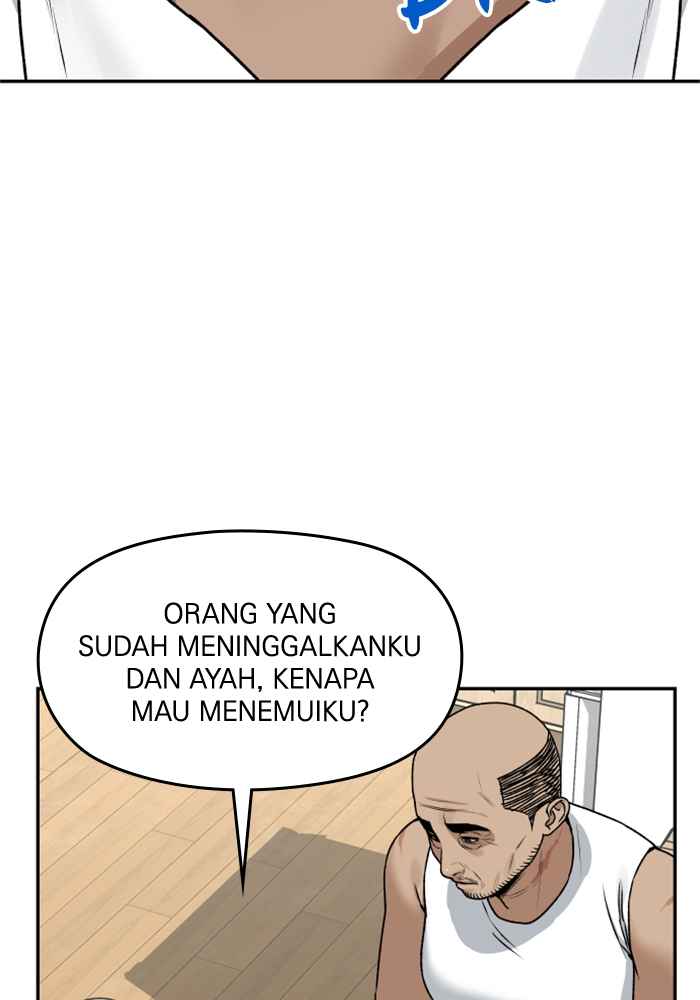 ORANG YANG
SUDAH MENINGGALKANKU
DAN AYAH, KENAPA
MAU MENEMUIKU?